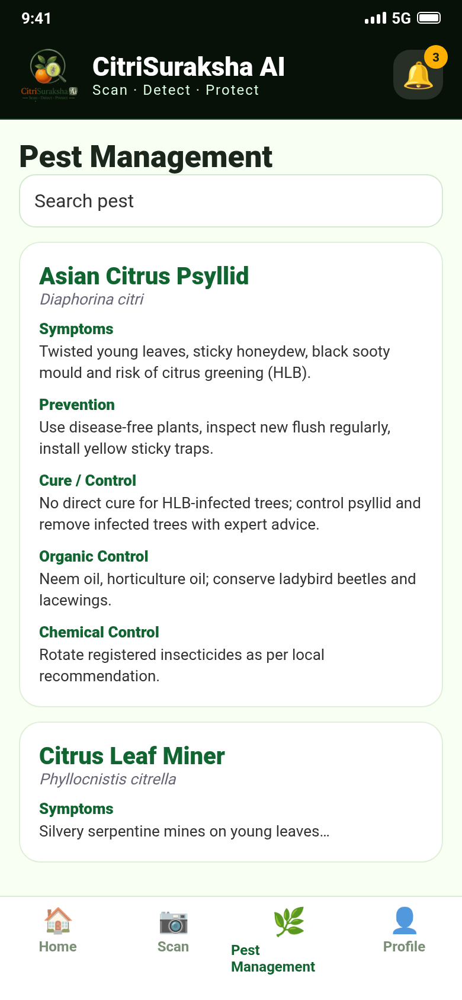 9:41
5G
CitriSuraksha AI
Scan · Detect · Protect
3
CitriSuraksha Ai
Scan · Detect · Protect
Pest Management
Search pest
Asian Citrus Psyllid
Diaphorina citri
Symptoms
Twisted young leaves, sticky honeydew, black sooty
mould and risk of citrus greening (HLB).
Prevention
Use disease-free plants, inspect new flush regularly,
install yellow sticky traps.
Cure / Control
No direct cure for HLB-infected trees; control psyllid and
remove infected trees with expert advice.
Organic Control
Neem oil, horticulture oil; conserve ladybird beetles and
lacewings.
Chemical Control
Rotate registered insecticides as per local
recommendation.
Citrus Leaf Miner
Phyllocnistis citrella
Symptoms
Silvery serpentine mines on young leaves…
Home
Scan
Pest
Management
Profile